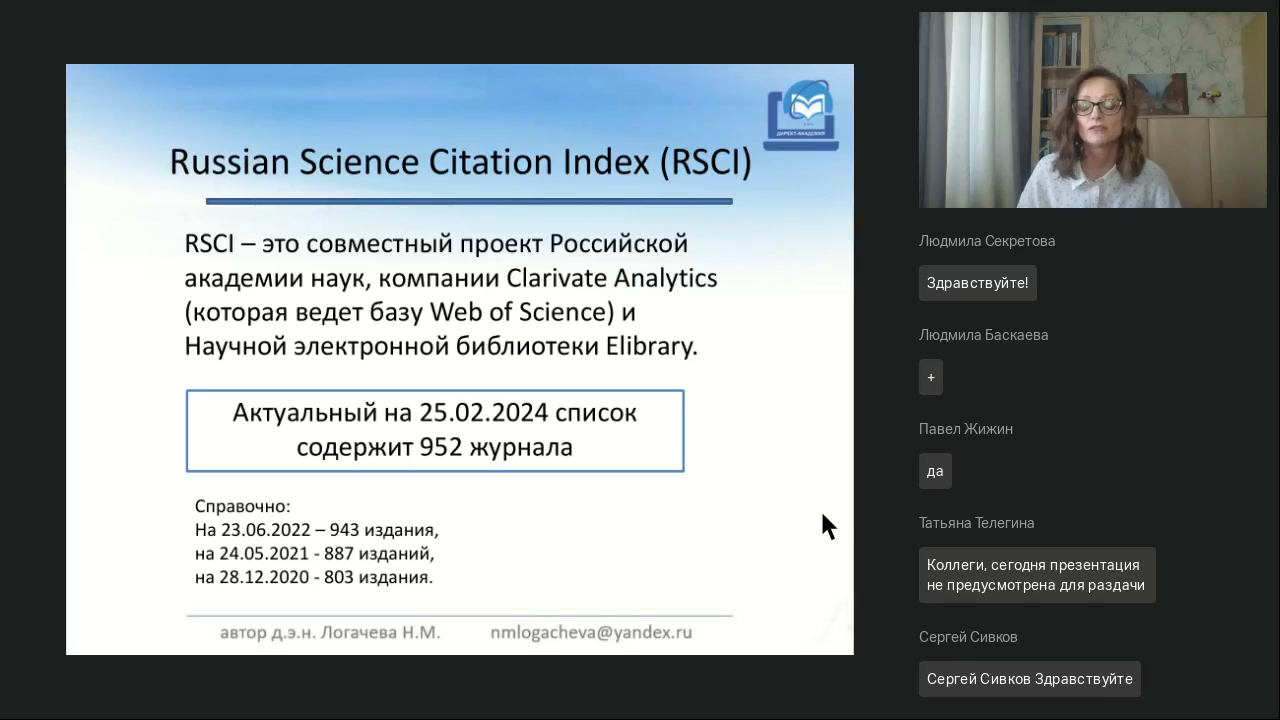 ДИРЕКТ-АКАДЕМИЯ
Russian Science Citation Index (RSCI)
RSCI – это совместный проект Российской
академии наук, компании Clarivate Analytics
(которая ведет базу Web of Science) и
Научной электронной библиотеки Elibrary.
Актуальный на 25.02.2024 список
содержит 952 журнала
Справочно:
На 23.06.2022 – 943 издания,
на 24.05.2021 - 887 изданий,
на 28.12.2020 - 803 издания.
автор д.э.н. Логачева Н.М. nmlogacheva@yandex.ru
Людмила Секретова
Здравствуйте!
Людмила Баскаева
+
Павел Жижин
да
Татьяна Телегина
Коллеги, сегодня презентация
не предусмотрена для раздачи
Сергей Сивков
Сергей Сивков Здравствуйте